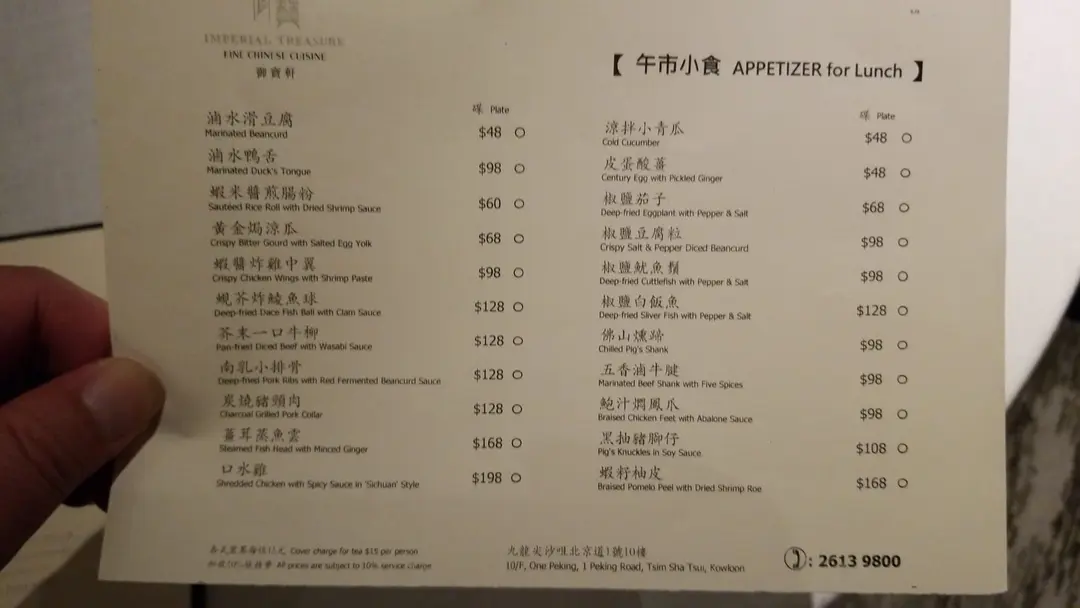 御寶
IMPERIAL TREASURE
FINE CHINESE CUISINE
御寶軒
【 午市小食 APPETIZER for Lunch 】
碟 Plate
滷水滑豆腐
Marinated Beancurd
$48
滷水鴨舌
Marinated Duck's Tongue
$98
蝦米醬煎腸粉
Sautéed Rice Roll with Dried Shrimp Sauce
$60
黃金焗涼瓜
Crispy Bitter Gourd with Salted Egg Yolk
$68
蝦醬炸雞中翼
Crispy Chicken Wings with Shrimp Paste
$98
蜆芥炸鯪魚球
Deep-fried Dace Fish Ball with Clam Sauce
$128
芥末一口牛柳
Pan-fried Diced Beef with Wasabi Sauce
$128
南乳小排骨
Deep-fried Pork Ribs with Red Fermented Beancurd Sauce
$128
炭燒豬頸肉
Charcoal Grilled Pork Collar
$128
薑茸蒸魚雲
Steamed Fish Head with Minced Ginger
$168
口水雞
Shredded Chicken with Spicy Sauce in 'Sichuan' Style
$198
碟 Plate
涼拌小青瓜
Cold Cucumber
$48
皮蛋酸薑
Century Egg with Pickled Ginger
$48
椒鹽茄子
Deep-fried Eggplant with Pepper & Salt
$68
椒鹽豆腐粒
Crispy Salt & Pepper Diced Beancurd
$98
椒鹽魷魚鬚
Deep-fried Cuttlefish with Pepper & Salt
$98
椒鹽白飯魚
Deep-fried Silver Fish with Pepper & Salt
$128
佛山燻蹄
Chilled Pig's Shank
$98
五香滷牛腱
Marinated Beef Shank with Five Spices
$98
鮑汁燜鳳爪
Braised Chicken Feet with Abalone Sauce
$98
黑抽豬腳仔
Pig's Knuckles in Soy Sauce
$108
蝦籽柚皮
Braised Pomelo Peel with Dried Shrimp Roe
$168
Cover charge for tea $15 per person
All prices are subject to 10% service charge
九龍尖沙咀北京道1號10樓
10/F, One Peking, 1 Peking Road, Tsim Sha Tsui, Kowloon
: 2613 9800